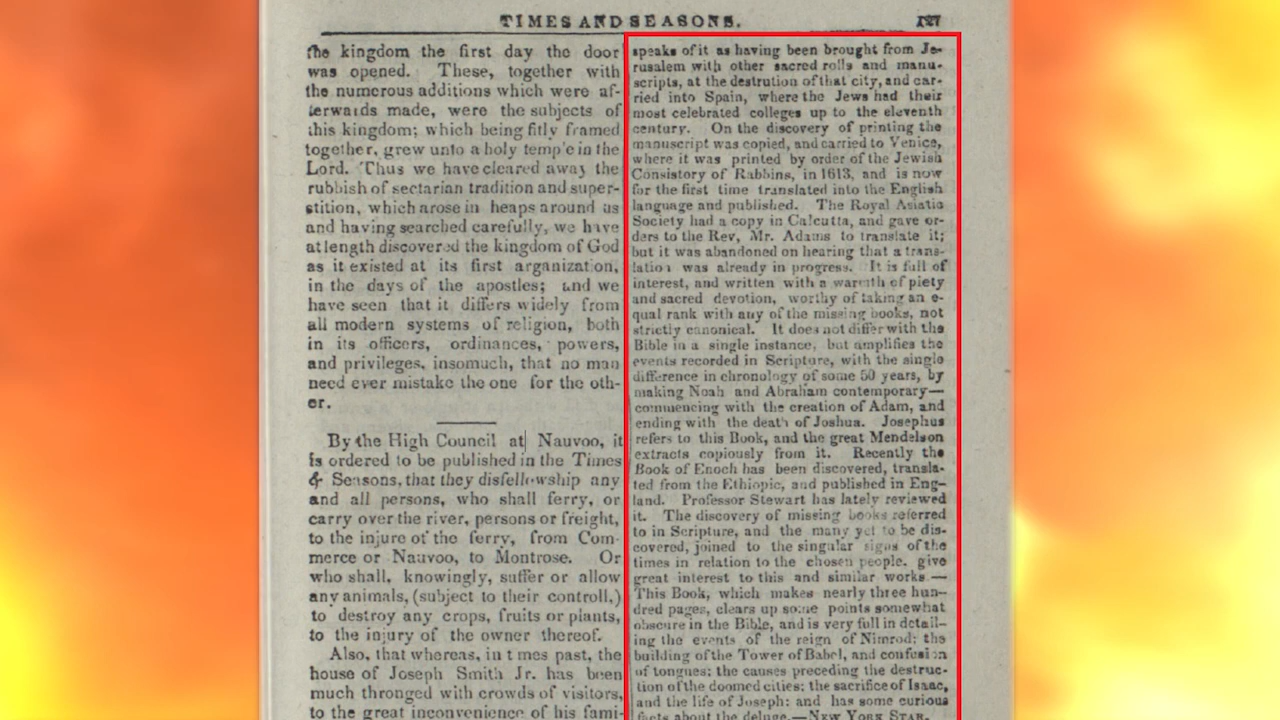 TIMES AND SEASONS. 127
the kingdom the first day the door
was opened. These, together with
the numerous additions which were af-
terwards made, were the subjects of
this kingdom; which being fitly framed
together, grew unto a holy temp'e in the
Lord. Thus we have cleared away the
rubbish of sectarian tradition and super-
stition, which arose in heaps around us
and having searched carefully, we have
at length discovered the kingdom of God
as it existed at its first arganization,
in the days of the apostles; and we
have seen that it differs widely from
all modern systems of religion, both
in its officers, ordinances, powers,
and privileges, insomuch, that no man
need ever mistake the one for the oth-
er.
By the High Council at Nauvoo, it
is ordered to be published in the Times
& Seasons, that they disfellowship any
and all persons, who shall ferry, or
carry over the river, persons or freight,
to the injure of the ferry, from Com-
merce or Nauvoo, to Montrose. Or
who shall, knowingly, suffer or allow
any animals, (subject to their controll,)
to destroy any crops, fruits or plants,
to the injury of the owner thereof.
Also, that whereas, in t mes past, the
house of Joseph Smith Jr. has been
much thronged with crowds of visitors,
to the great inconvenience of his fami-
speaks of it as having been brought from Je-
rusalem with other sacred rolls and manu-
scripts, at the destrution of that city, and car-
ried into Spain, where the Jews had their
most celebrated colleges up to the eleventh
century. On the discovery of printing the
manuscript was copied, and carried to Venice,
where it was printed by order of the Jewish
Consistory of Rabbins, in 1613, and is now
for the first time translated into the English
language and published. The Royal Asiatic
Society had a copy in Calcutta, and gave or-
ders to the Rev, Mr. Adams to translate it;
but it was abandoned on hearing that a trans-
lation was already in progress. It is full of
interest, and written with a warmth of piety
and sacred devotion, worthy of taking an e-
qual rank with any of the missing books, not
strictly canonical. It does not differ with the
Bible in a single instance, but amplifies the
events recorded in Scripture, with the single
difference in chronology of some 50 years, by
making Noah and Abraham contemporary—
commencing with the creation of Adam, and
ending with the death of Joshua. Josephus
refers to this Book, and the great Mendelson
extracts copiously from it. Recently the
Book of Enoch has been discovered, transla-
ted from the Ethiopic, and published in Eng-
land. Professor Stewart has lately reviewed
it. The discovery of missing books referred
to in Scripture, and the many yet to be dis-
covered, joined to the singular signs of the
times in relation to the chosen people, give
great interest to this and similar works.—
This Book, which makes nearly three hun-
dred pages, clears up some points somewhat
obscure in the Bible, and is very full in detail-
ing the events of the reign of Nimrod; the
building of the Tower of Babel, and confusion
of tongues; the causes preceding the destruc-
tion of the doomed cities; the sacrifice of Isaac,
and the life of Joseph; and has some curious
facts about the deluge.—NEW YORK STAR.